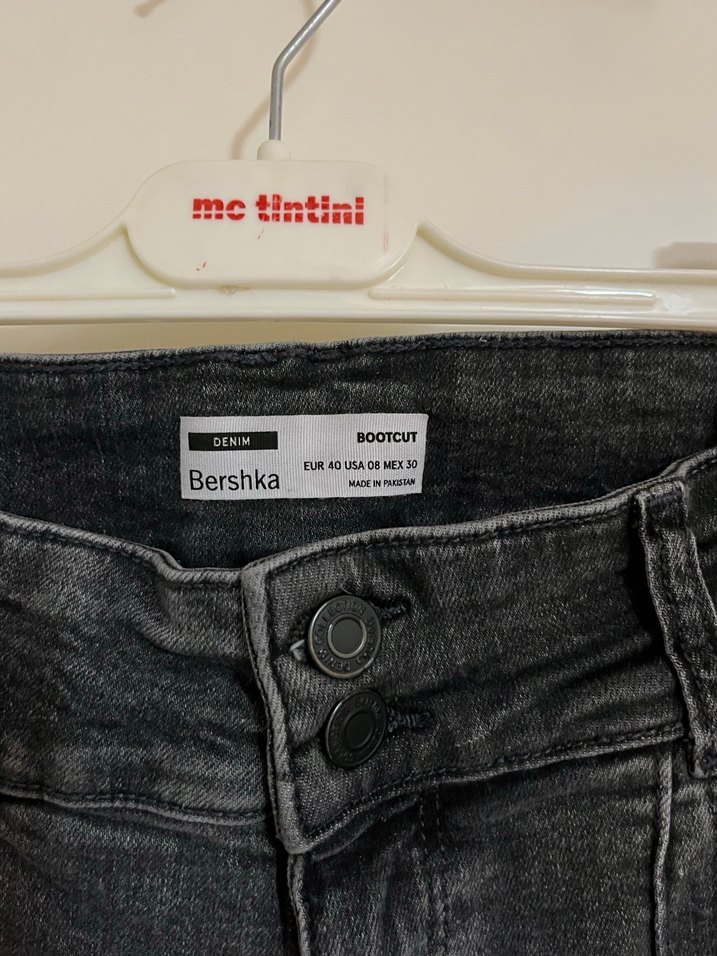 mc tintini
DENIM
BOOTCUT
Bershka
EUR 40 USA 08 MEX 30
MADE IN PAKISTAN